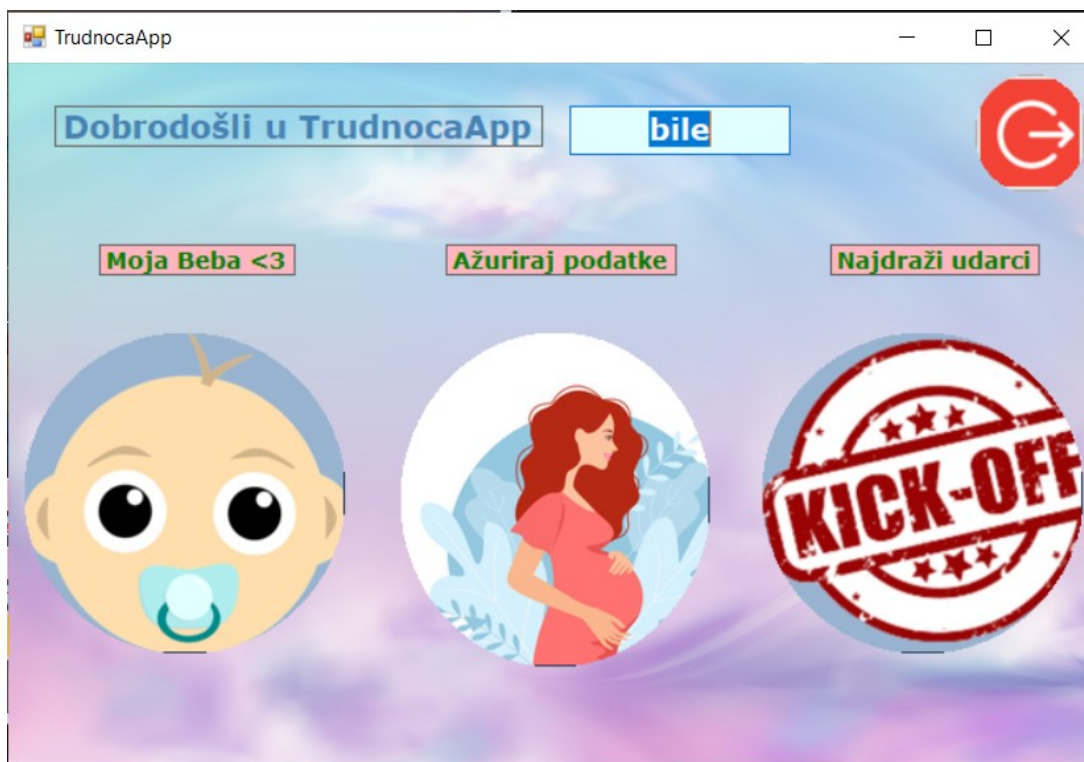 TrudnocaApp
Dobrodošli u TrudnocaApp
bile
Moja Beba <3
Ažuriraj podatke
Najdraži udarci
KICK-OFF